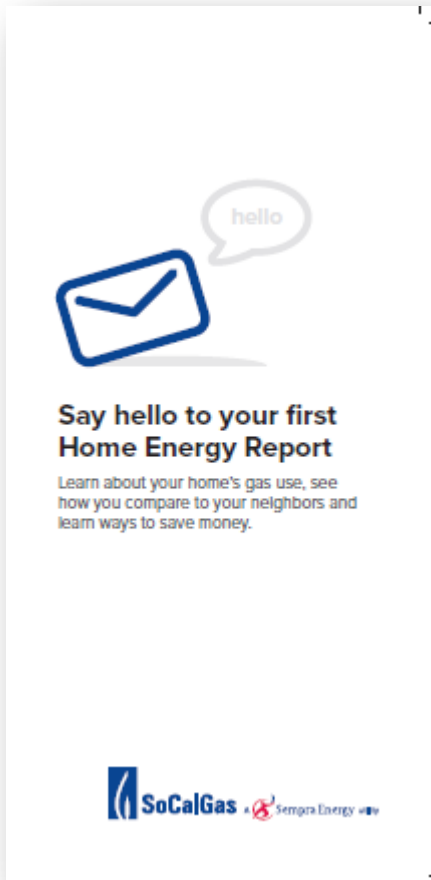 hello
Say hello to your first
Home Energy Report
Learn about your home's gas use, see
how you compare to your neighbors and
learn ways to save money.
SoCalGas A Sempra Energy utility